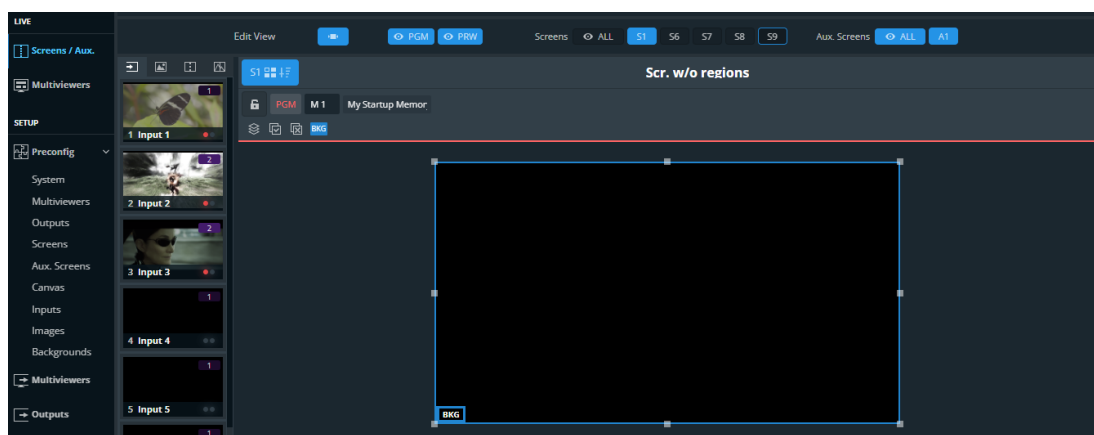 LIVE
Screens / Aux.
Multiviewers
SETUP
Preconfig
System
Multiviewers
Outputs
Screens
Aux. Screens
Canvas
Inputs
Images
Backgrounds
Multiviewers
Outputs
Edit View
PGM
PRW
Screens
ALL
S1
S6
S7
S8
S9
Aux. Screens
ALL
A1
1
1 Input 1
2
2 Input 2
2
3 Input 3
1
4 Input 4
1
5 Input 5
1
S1
Scr. w/o regions
PGM
M 1
My Startup Memor
BKG
BKG